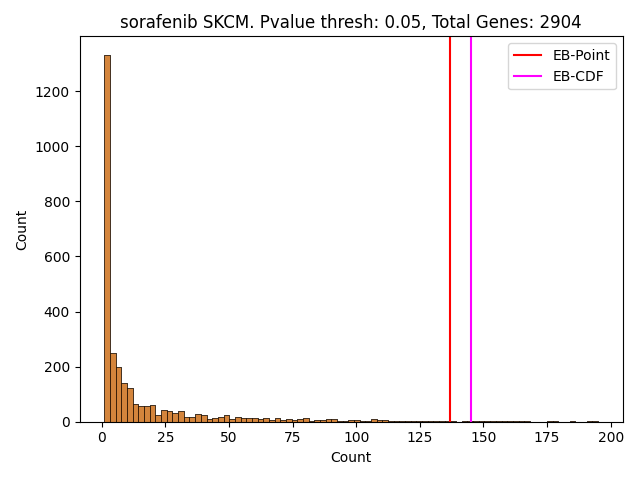 sorafenib SKCM. Pvalue thresh: 0.05, Total Genes: 2904
EB-Point
EB-CDF
1200
1000
800
600
400
200
0
Count
0 25 50 75 100 125 150 175 200
Count